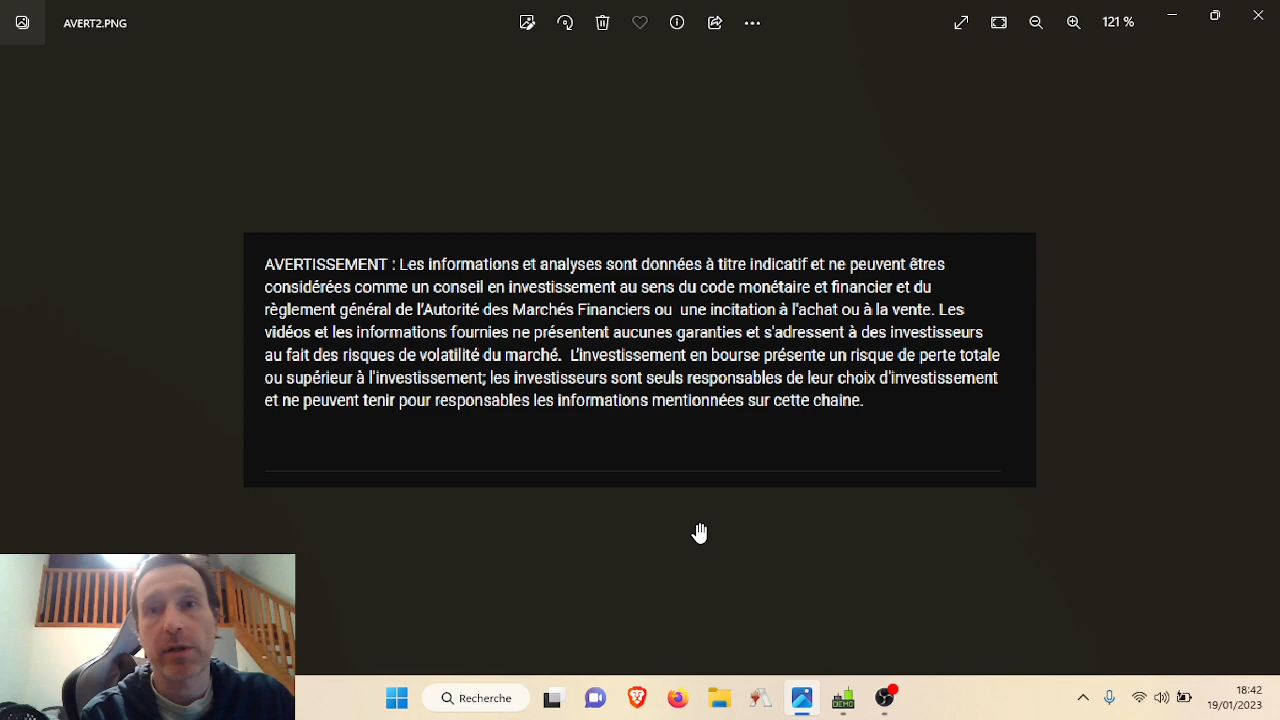 AVERT2.PNG
121 %
AVERTISSEMENT : Les informations et analyses sont données à titre indicatif et ne peuvent êtres
considérées comme un conseil en investissement au sens du code monétaire et financier et du
règlement général de l'Autorité des Marchés Financiers ou  une incitation à l'achat ou à la vente. Les
vidéos et les informations fournies ne présentent aucunes garanties et s'adressent à des investisseurs
au fait des risques de volatilité du marché.  L'investissement en bourse présente un risque de perte totale
ou supérieur à l'investissement; les investisseurs sont seuls responsables de leur choix d'investissement
et ne peuvent tenir pour responsables les informations mentionnées sur cette chaine.
Recherche
DEMO
18:42
19/01/2023